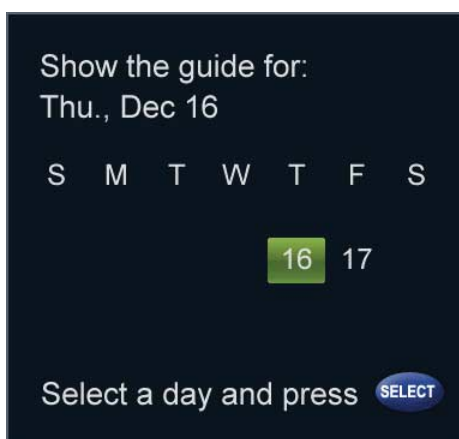 Show the guide for:
Thu., Dec 16
S M T W T F S
16 17
Select a day and press SELECT